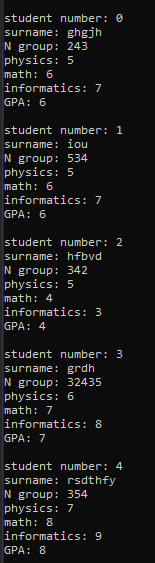 student number: 0
surname: ghgjh
N group: 243
physics: 5
math: 6
informatics: 7
GPA: 6
student number: 1
surname: iou
N group: 534
physics: 5
math: 6
informatics: 7
GPA: 6
student number: 2
surname: hfbvd
N group: 342
physics: 5
math: 4
informatics: 3
GPA: 4
student number: 3
surname: grdh
N group: 32435
physics: 6
math: 7
informatics: 8
GPA: 7
student number: 4
surname: rsdthfy
N group: 354
physics: 7
math: 8
informatics: 9
GPA: 8